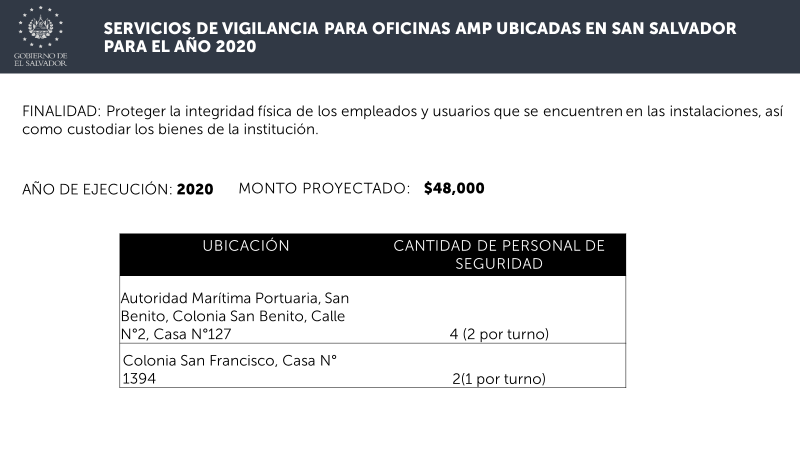 SERVICIOS DE VIGILANCIA PARA OFICINAS AMP UBICADAS EN SAN SALVADOR
PARA EL AÑO 2020
GOBIERNO DE
EL SALVADOR
FINALIDAD: Proteger la integridad física de los empleados y usuarios que se encuentren en las instalaciones, así
como custodiar los bienes de la institución.
AÑO DE EJECUCIÓN: 2020 MONTO PROYECTADO: $48,000
UBICACIÓN
CANTIDAD DE PERSONAL DE
SEGURIDAD
Autoridad Marítima Portuaria, San
Benito, Colonia San Benito, Calle
N°2, Casa N°127
4 (2 por turno)
Colonia San Francisco, Casa N°
1394
2(1 por turno)